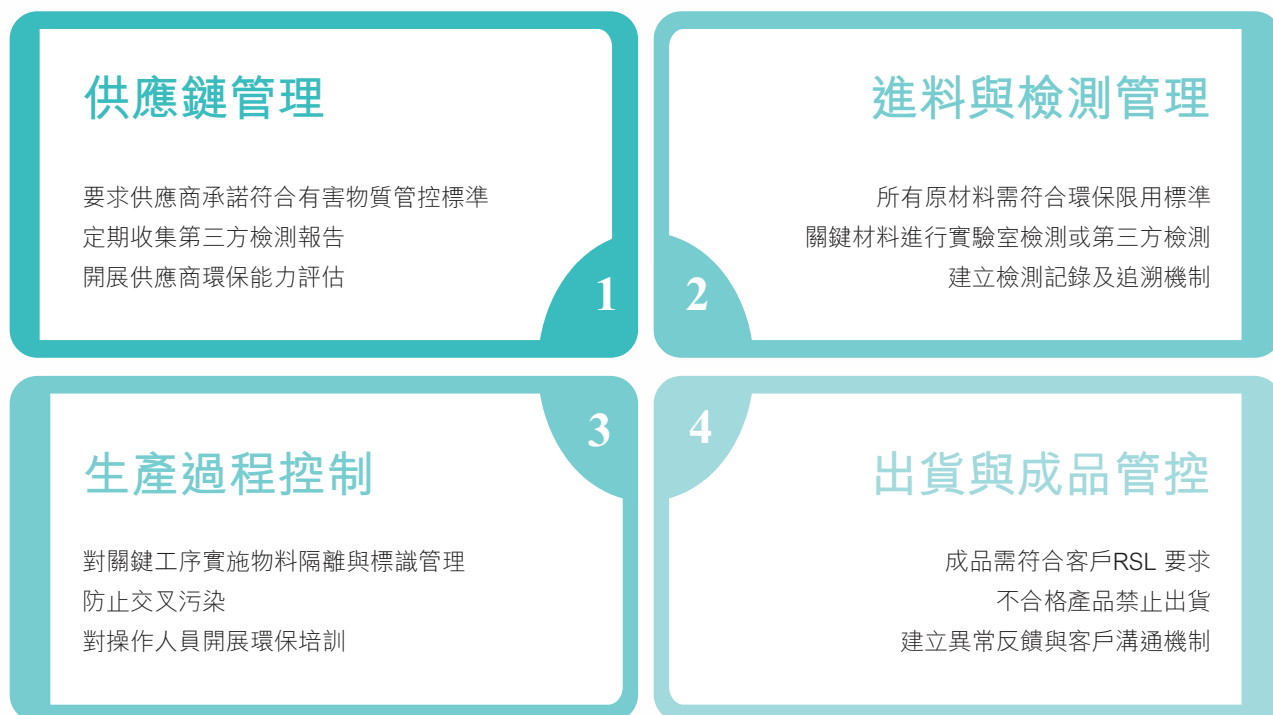 供應鏈管理
要求供應商承諾符合有害物質管控標準
定期收集第三方檢測報告
開展供應商環保能力評估
1
進料與檢測管理
所有原材料需符合環保限用標準
關鍵材料進行實驗室檢測或第三方檢測
建立檢測記錄及追溯機制
2
生產過程控制
對關鍵工序實施物料隔離與標識管理
防止交叉污染
對操作人員開展環保培訓
3
出貨與成品管控
成品需符合客戶RSL 要求
不合格產品禁止出貨
建立異常反饋與客戶溝通機制
4